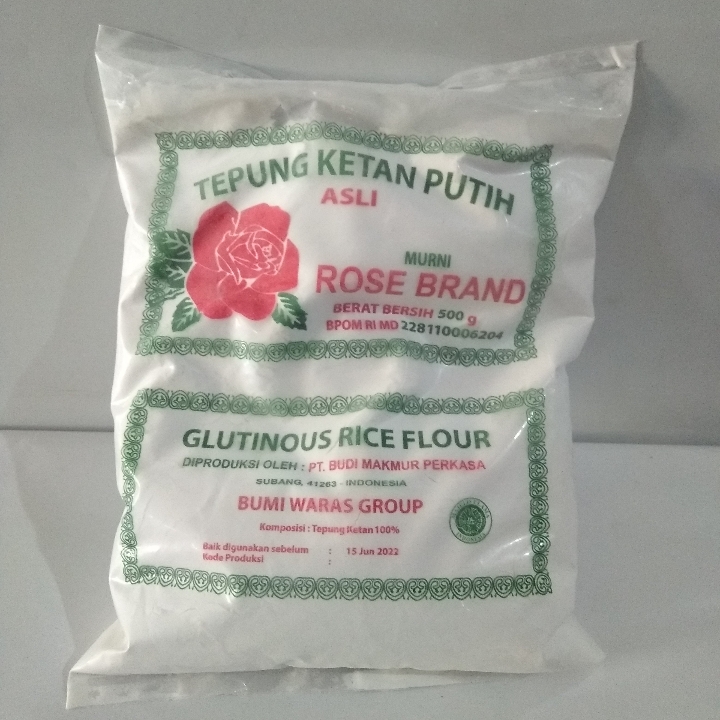 TEPUNG KETAN PUTIH
ASLI
MURNI
ROSE BRAND
BERAT BERSIH 500 g
BPOM RI MD 228110006204
GLUTINOUS RICE FLOUR
DIPRODUKSI OLEH : PT. BUDI MAKMUR PERKASA
SUBANG, 41263 - INDONESIA
BUMI WARAS GROUP
Komposisi : Tepung Ketan 100%
Baik digunakan sebelum : 15 Jun 2022
Kode Produksi :